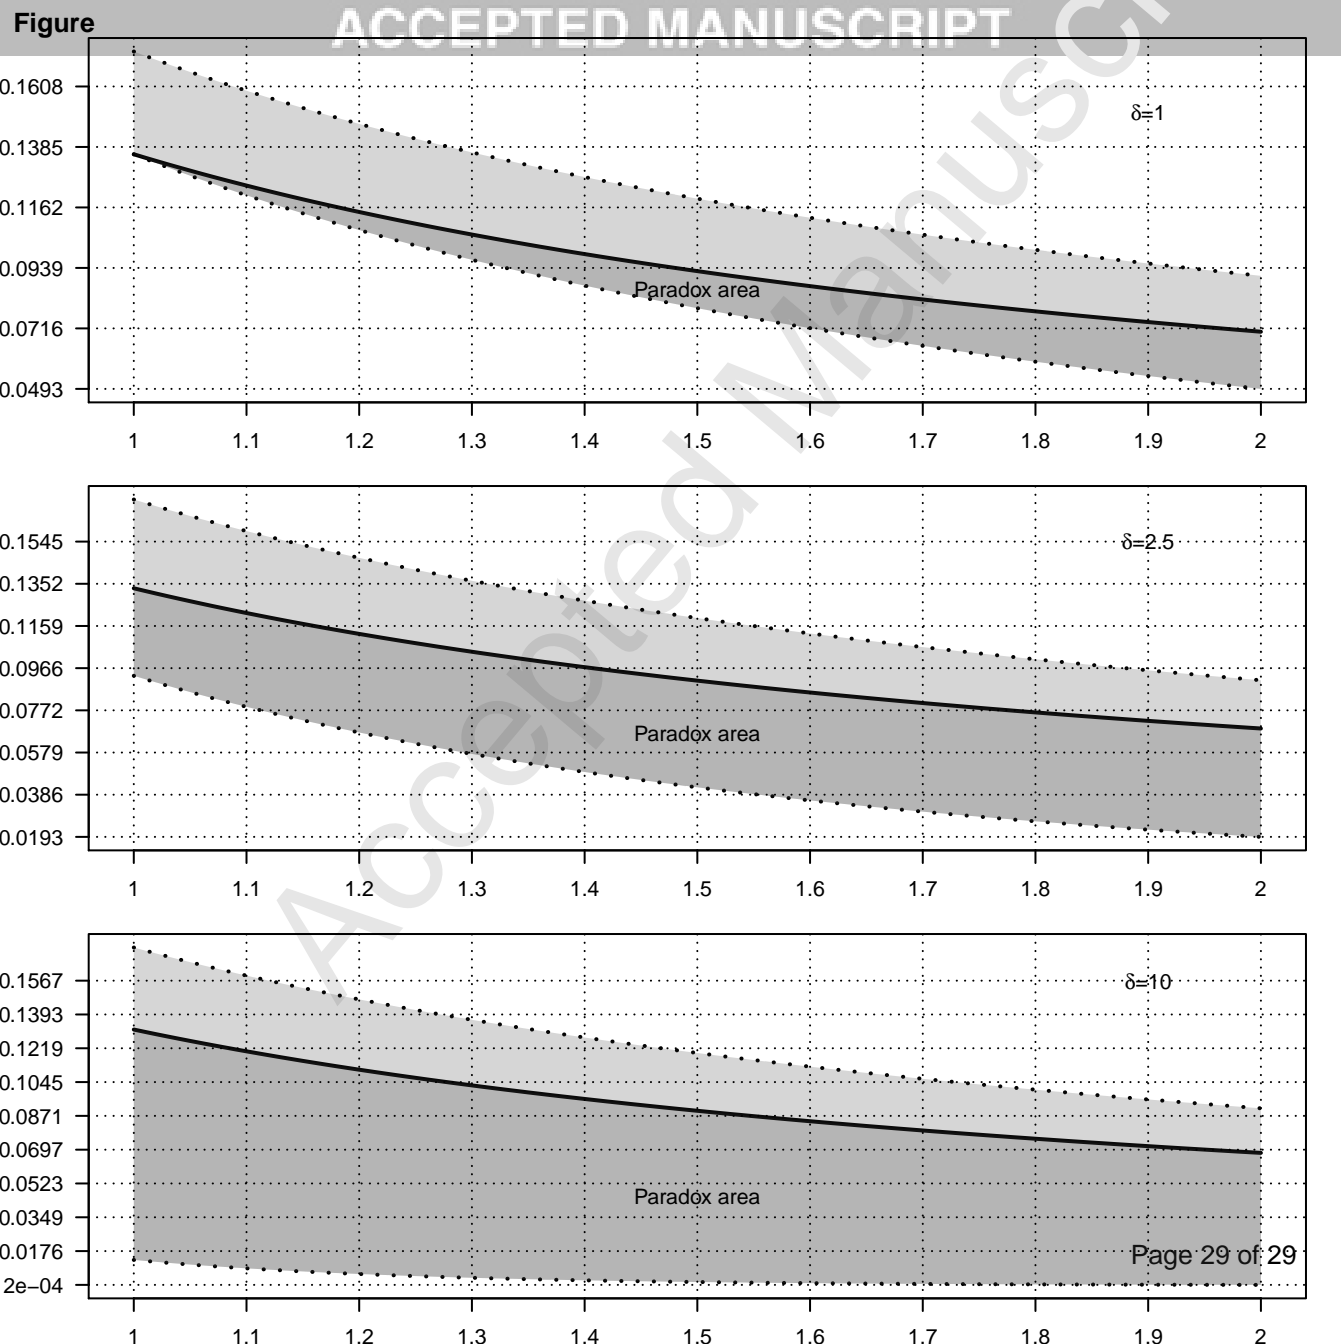 Figure
ACCEPTED MANUSCRIPT
0.1608
0.1385
0.1162
0.0939
0.0716
0.0493
δ=1
Paradox area
1 1.1 1.2 1.3 1.4 1.5 1.6 1.7 1.8 1.9 2
0.1545
0.1352
0.1159
0.0966
0.0772
0.0579
0.0386
0.0193
δ=2.5
Paradox area
1 1.1 1.2 1.3 1.4 1.5 1.6 1.7 1.8 1.9 2
0.1567
0.1393
0.1219
0.1045
0.0871
0.0697
0.0523
0.0349
0.0176
2e−04
δ=10
Paradox area
1 1.1 1.2 1.3 1.4 1.5 1.6 1.7 1.8 1.9 2
Page 29 of 29
Accepted Manusc